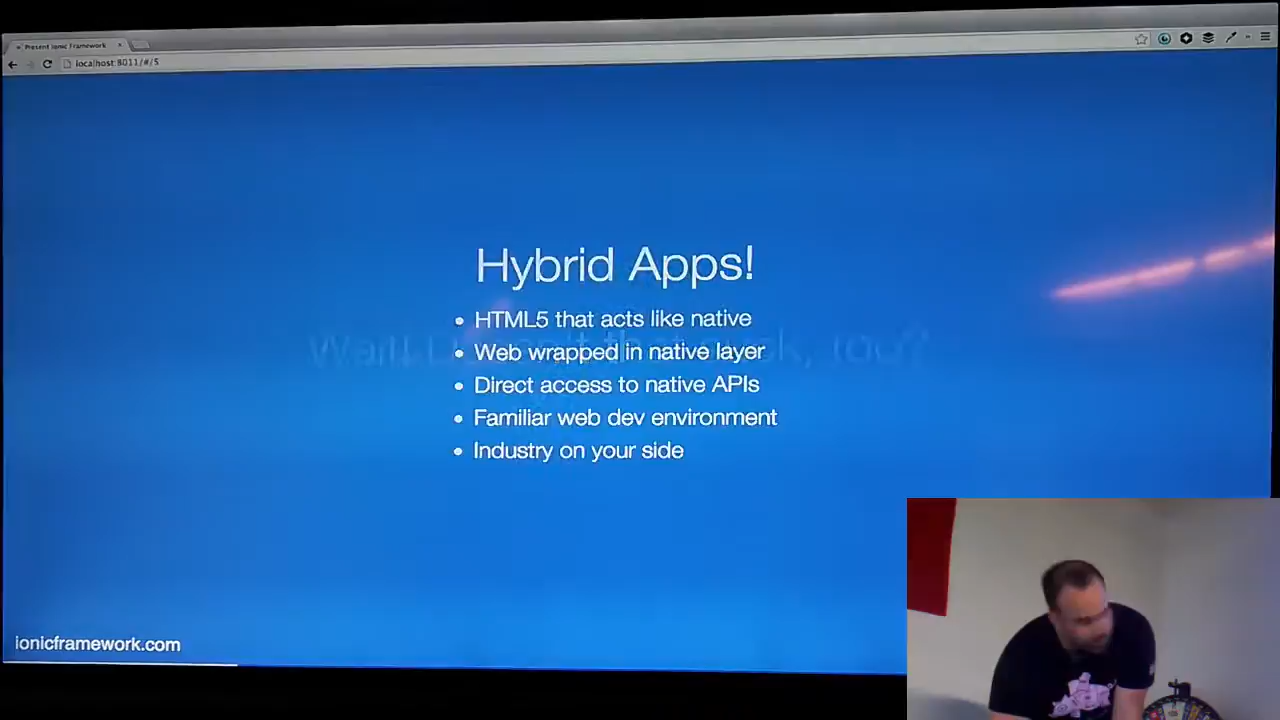 Present Ionic Framework
localhost:8011/#/5
Hybrid Apps!
• HTML5 that acts like native
• Web wrapped in native layer
• Direct access to native APIs
• Familiar web dev environment
• Industry on your side
ionicframework.com